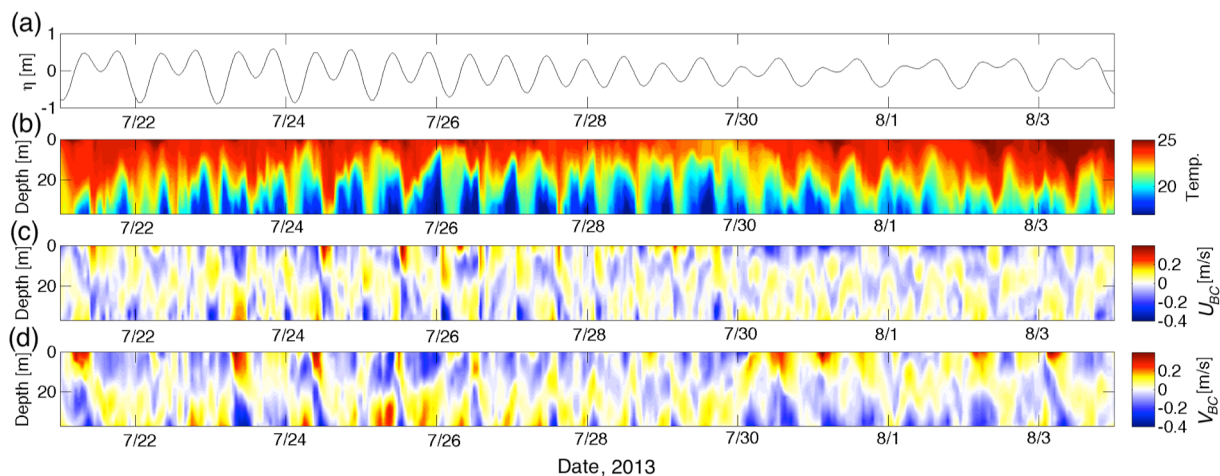 (a)
1
0
-1
η [m]
7/22 7/24 7/26 7/28 7/30 8/1 8/3
(b)
0
20
Depth [m]
25
20
Temp.
7/22 7/24 7/26 7/28 7/30 8/1 8/3
(c)
0
20
Depth [m]
0.2
0
-0.2
-0.4
U_BC [m/s]
7/22 7/24 7/26 7/28 7/30 8/1 8/3
(d)
0
20
Depth [m]
0.2
0
-0.2
-0.4
V_BC [m/s]
7/22 7/24 7/26 7/28 7/30 8/1 8/3
Date, 2013